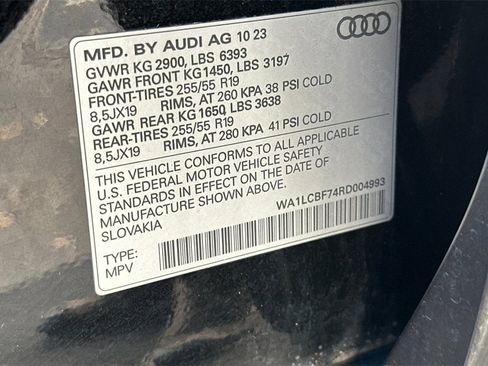 MFD. BY AUDI AG 10 23
GVWR KG 2900, LBS 6393
GAWR FRONT KG1450, LBS 3197
FRONT-TIRES 255/55 R19
8,5JX19 RIMS, AT 260 KPA 38 PSI COLD
GAWR REAR KG 1650, LBS 3638
REAR-TIRES 255/55 R19
8,5JX19 RIMS, AT 280 KPA 41 PSI COLD
THIS VEHICLE CONFORMS TO ALL APPLICABLE
U.S. FEDERAL MOTOR VEHICLE SAFETY
STANDARDS IN EFFECT ON THE DATE OF
MANUFACTURE SHOWN ABOVE.
SLOVAKIA
WA1LCBF74RD004993
TYPE:
MPV